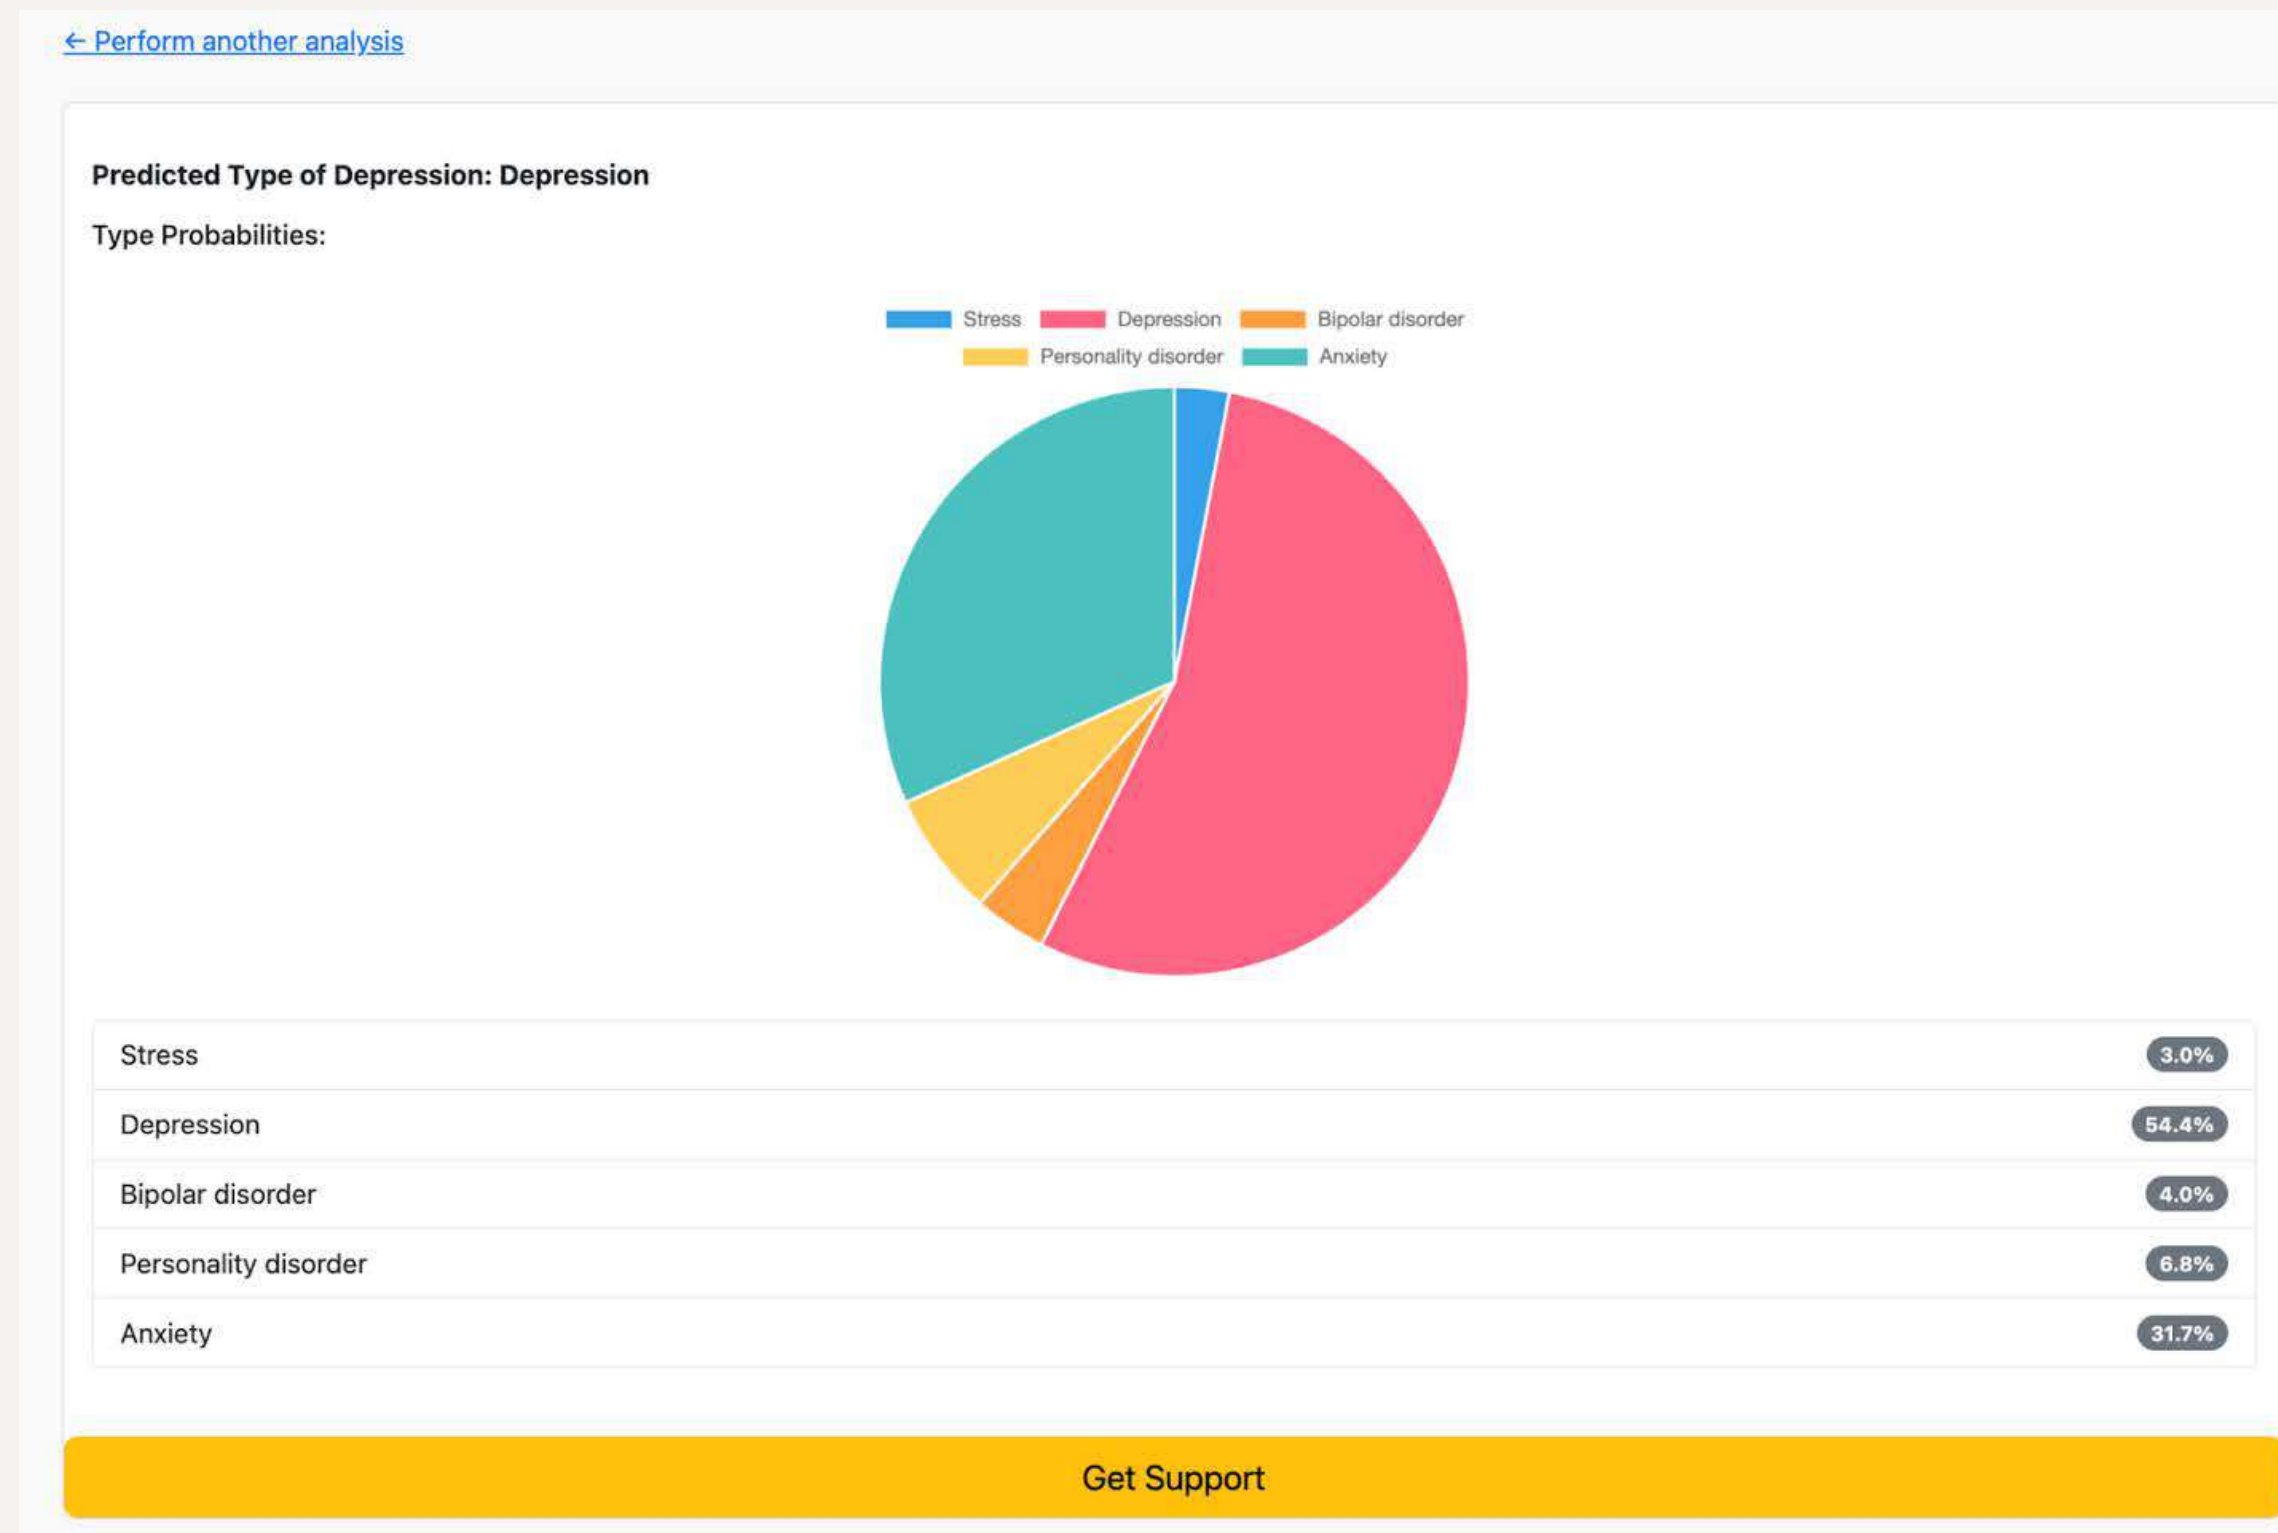 ← Perform another analysis
Predicted Type of Depression: Depression
Type Probabilities:
Stress Depression Bipolar disorder
Personality disorder Anxiety
Stress 3.0%
Depression 54.4%
Bipolar disorder 4.0%
Personality disorder 6.8%
Anxiety 31.7%
Get Support